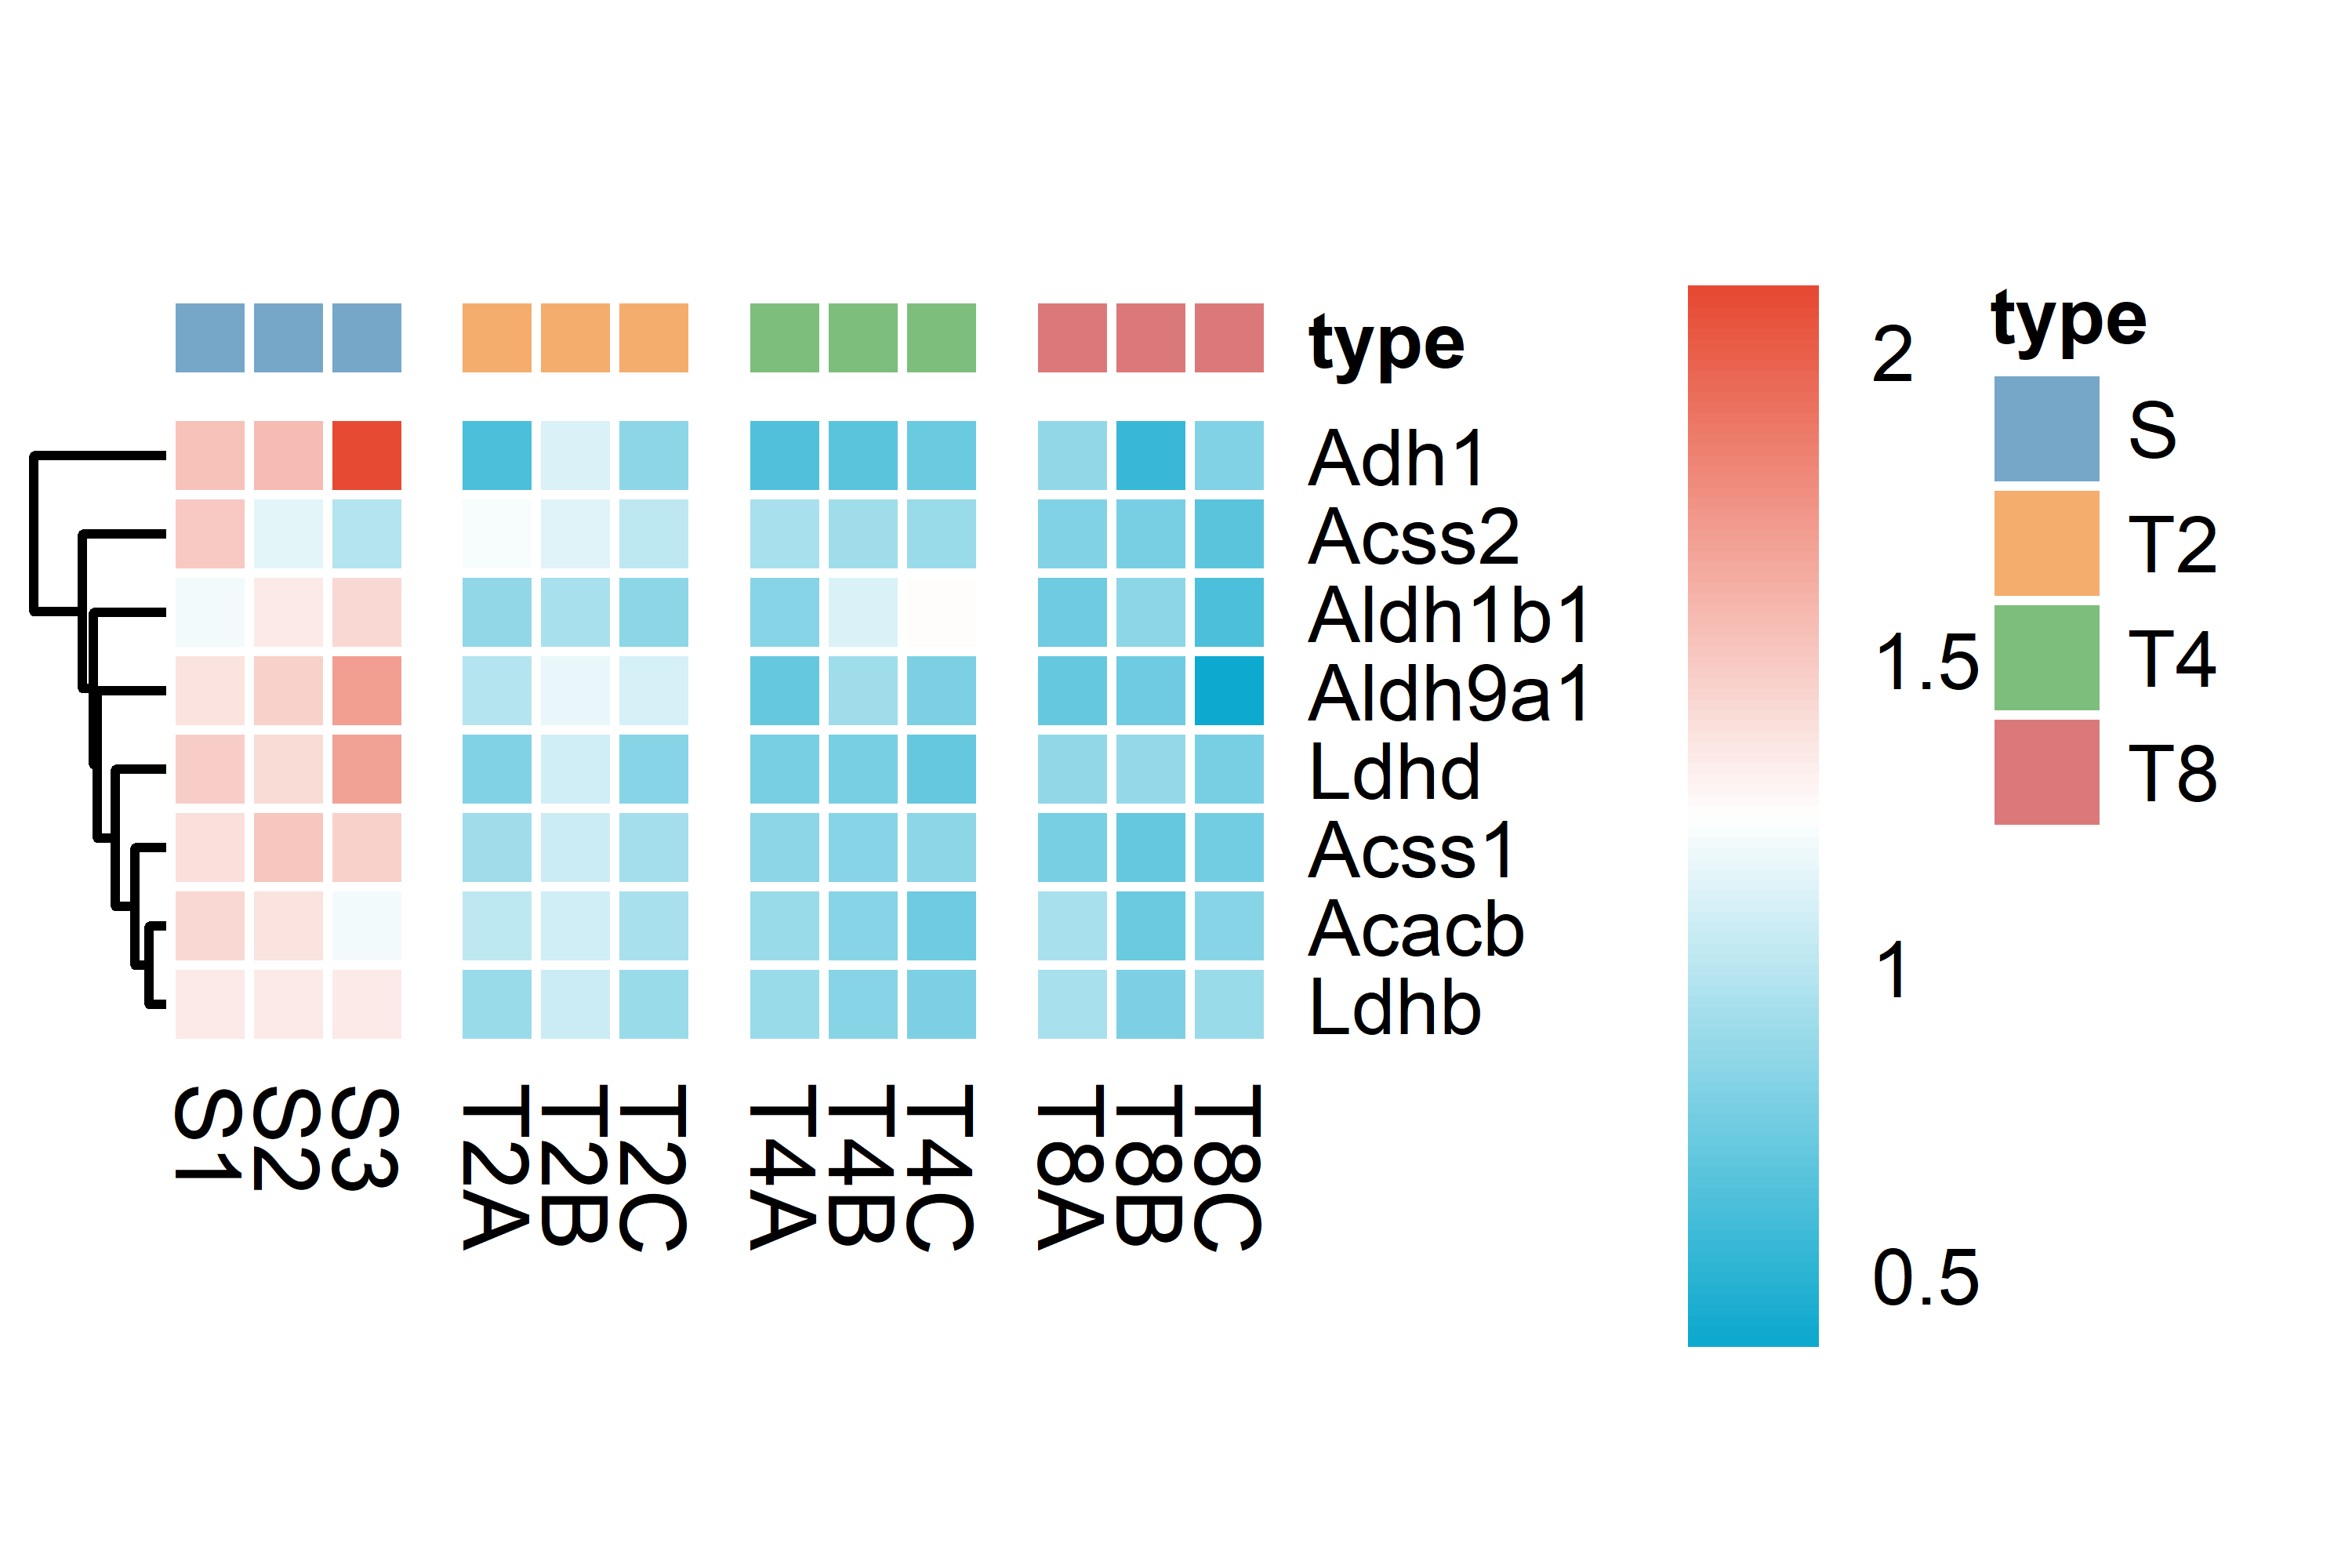 type
Adh1
Acss2
Aldh1b1
Aldh9a1
Ldhd
Acss1
Acacb
Ldhb
S1
S2
S3
T2A
T2B
T2C
T4A
T4B
T4C
T8A
T8B
T8C
2
1.5
1
0.5
type
S
T2
T4
T8